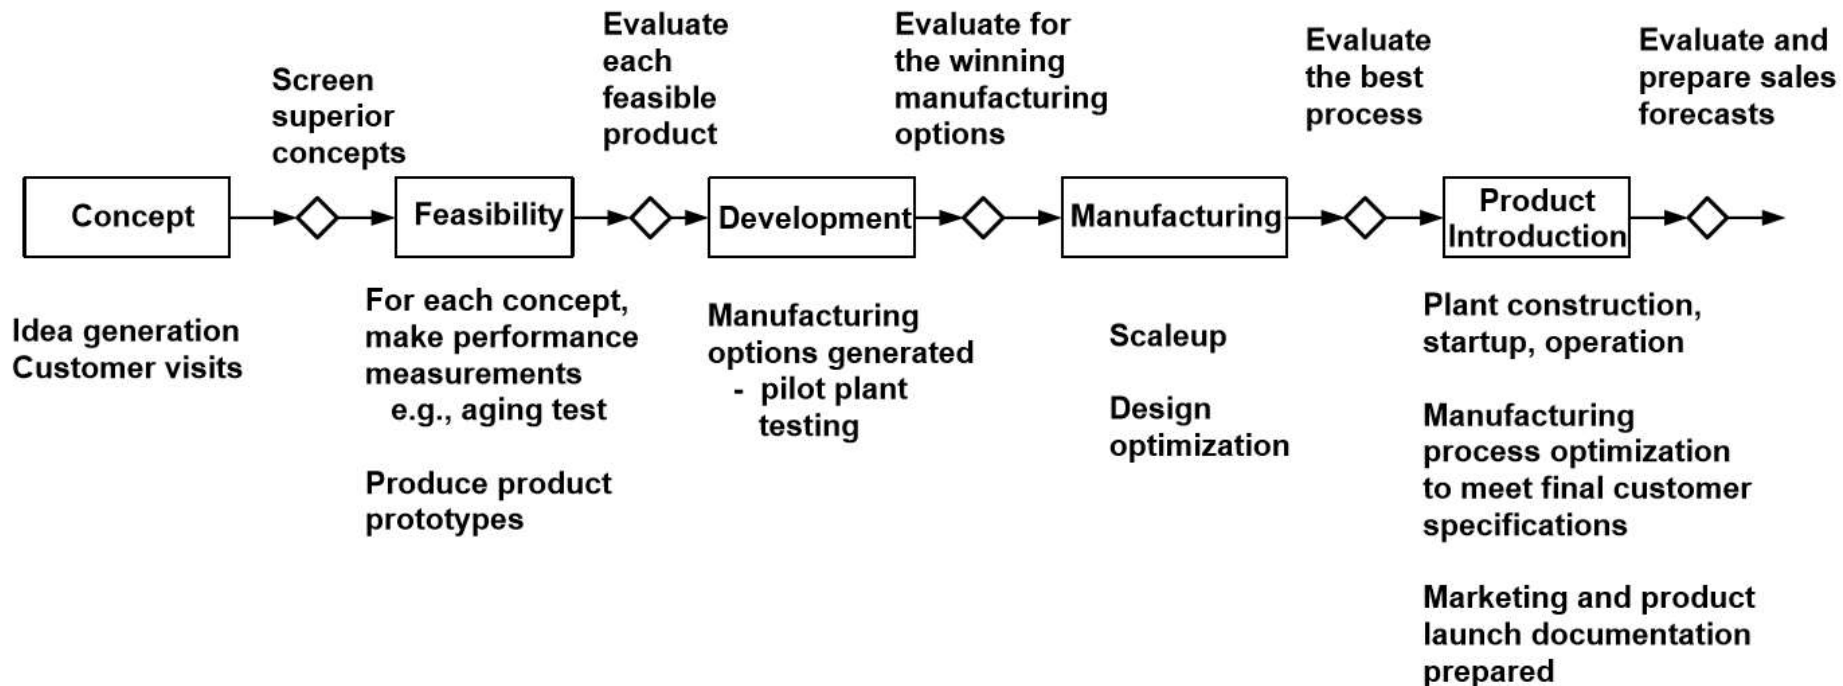 Screen
superior
concepts
Evaluate
each
feasible
product
Evaluate for
the winning
manufacturing
options
Evaluate
the best
process
Evaluate and
prepare sales
forecasts
Concept
Feasibility
Development
Manufacturing
Product
Introduction
Idea generation
Customer visits
For each concept,
make performance
measurements
e.g., aging test
Produce product
prototypes
Manufacturing
options generated
- pilot plant
testing
Scaleup
Design
optimization
Plant construction,
startup, operation
Manufacturing
process optimization
to meet final customer
specifications
Marketing and product
launch documentation
prepared